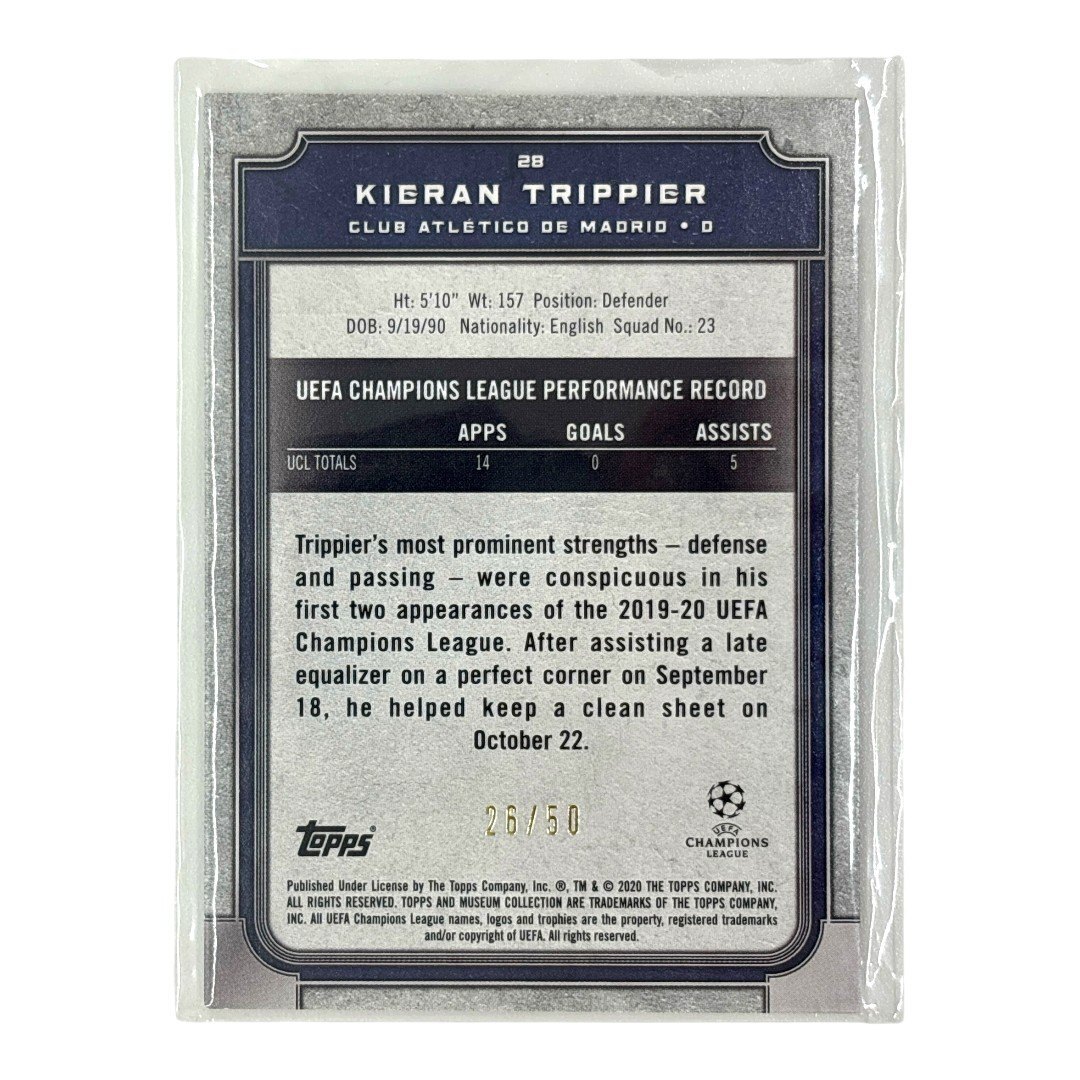 28
KIERAN TRIPPIER
CLUB ATLÉTICO DE MADRID • D
Ht: 5'10" Wt: 157 Position: Defender
DOB: 9/19/90 Nationality: English Squad No.: 23
UEFA CHAMPIONS LEAGUE PERFORMANCE RECORD
APPS GOALS ASSISTS
UCL TOTALS 14 0 5
Trippier's most prominent strengths – defense
and passing – were conspicuous in his
first two appearances of the 2019-20 UEFA
Champions League. After assisting a late
equalizer on a perfect corner on September
18, he helped keep a clean sheet on
October 22.
26/50
topps®
UEFA
CHAMPIONS
LEAGUE
Published Under License by The Topps Company, Inc. ®, TM & © 2020 THE TOPPS COMPANY, INC.
ALL RIGHTS RESERVED. TOPPS AND MUSEUM COLLECTION ARE TRADEMARKS OF THE TOPPS COMPANY,
INC. All UEFA Champions League names, logos and trophies are the property, registered trademarks
and/or copyright of UEFA. All rights reserved.